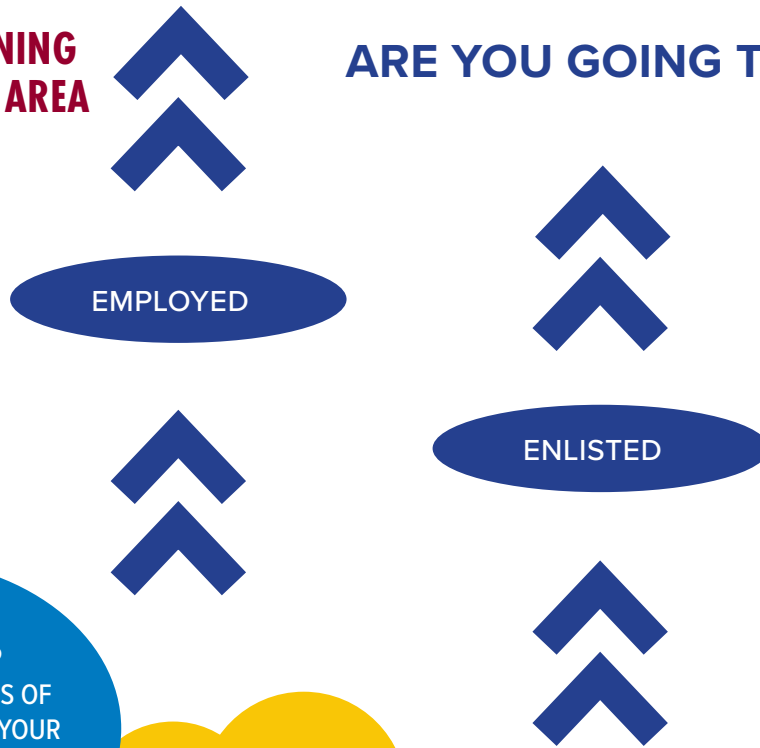 NING
AREA
ARE YOU GOING T
EMPLOYED
ENLISTED
S OF
YOUR